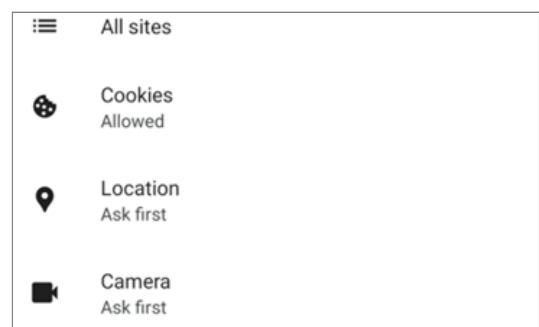 All sites
Cookies
Allowed
Location
Ask first
Camera
Ask first